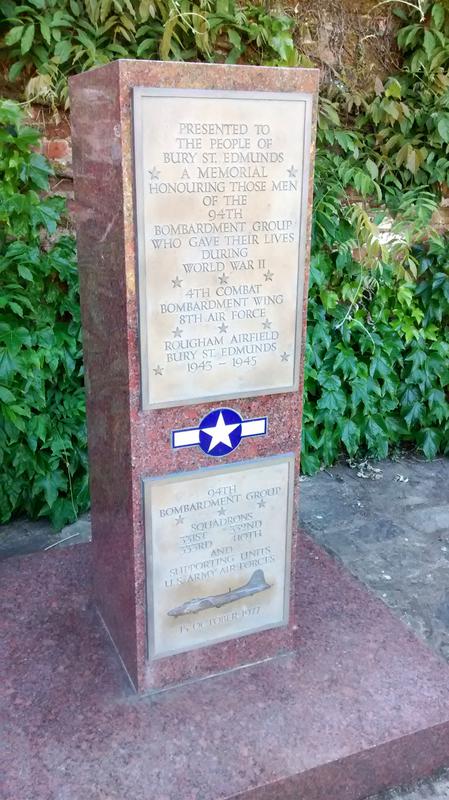 PRESENTED TO
THE PEOPLE OF
BURY ST. EDMUNDS
A MEMORIAL
HONOURING THOSE MEN
OF THE
94TH
BOMBARDMENT GROUP
WHO GAVE THEIR LIVES
DURING
WORLD WAR II
4TH COMBAT
BOMBARDMENT WING
8TH AIR FORCE
ROUGHAM AIRFIELD
BURY ST. EDMUNDS
1943 – 1945
94TH
BOMBARDMENT GROUP
SQUADRONS
331ST 332ND
333RD 410TH
AND
SUPPORTING UNITS
U.S. ARMY AIR FORCES
OCTOBER 1977